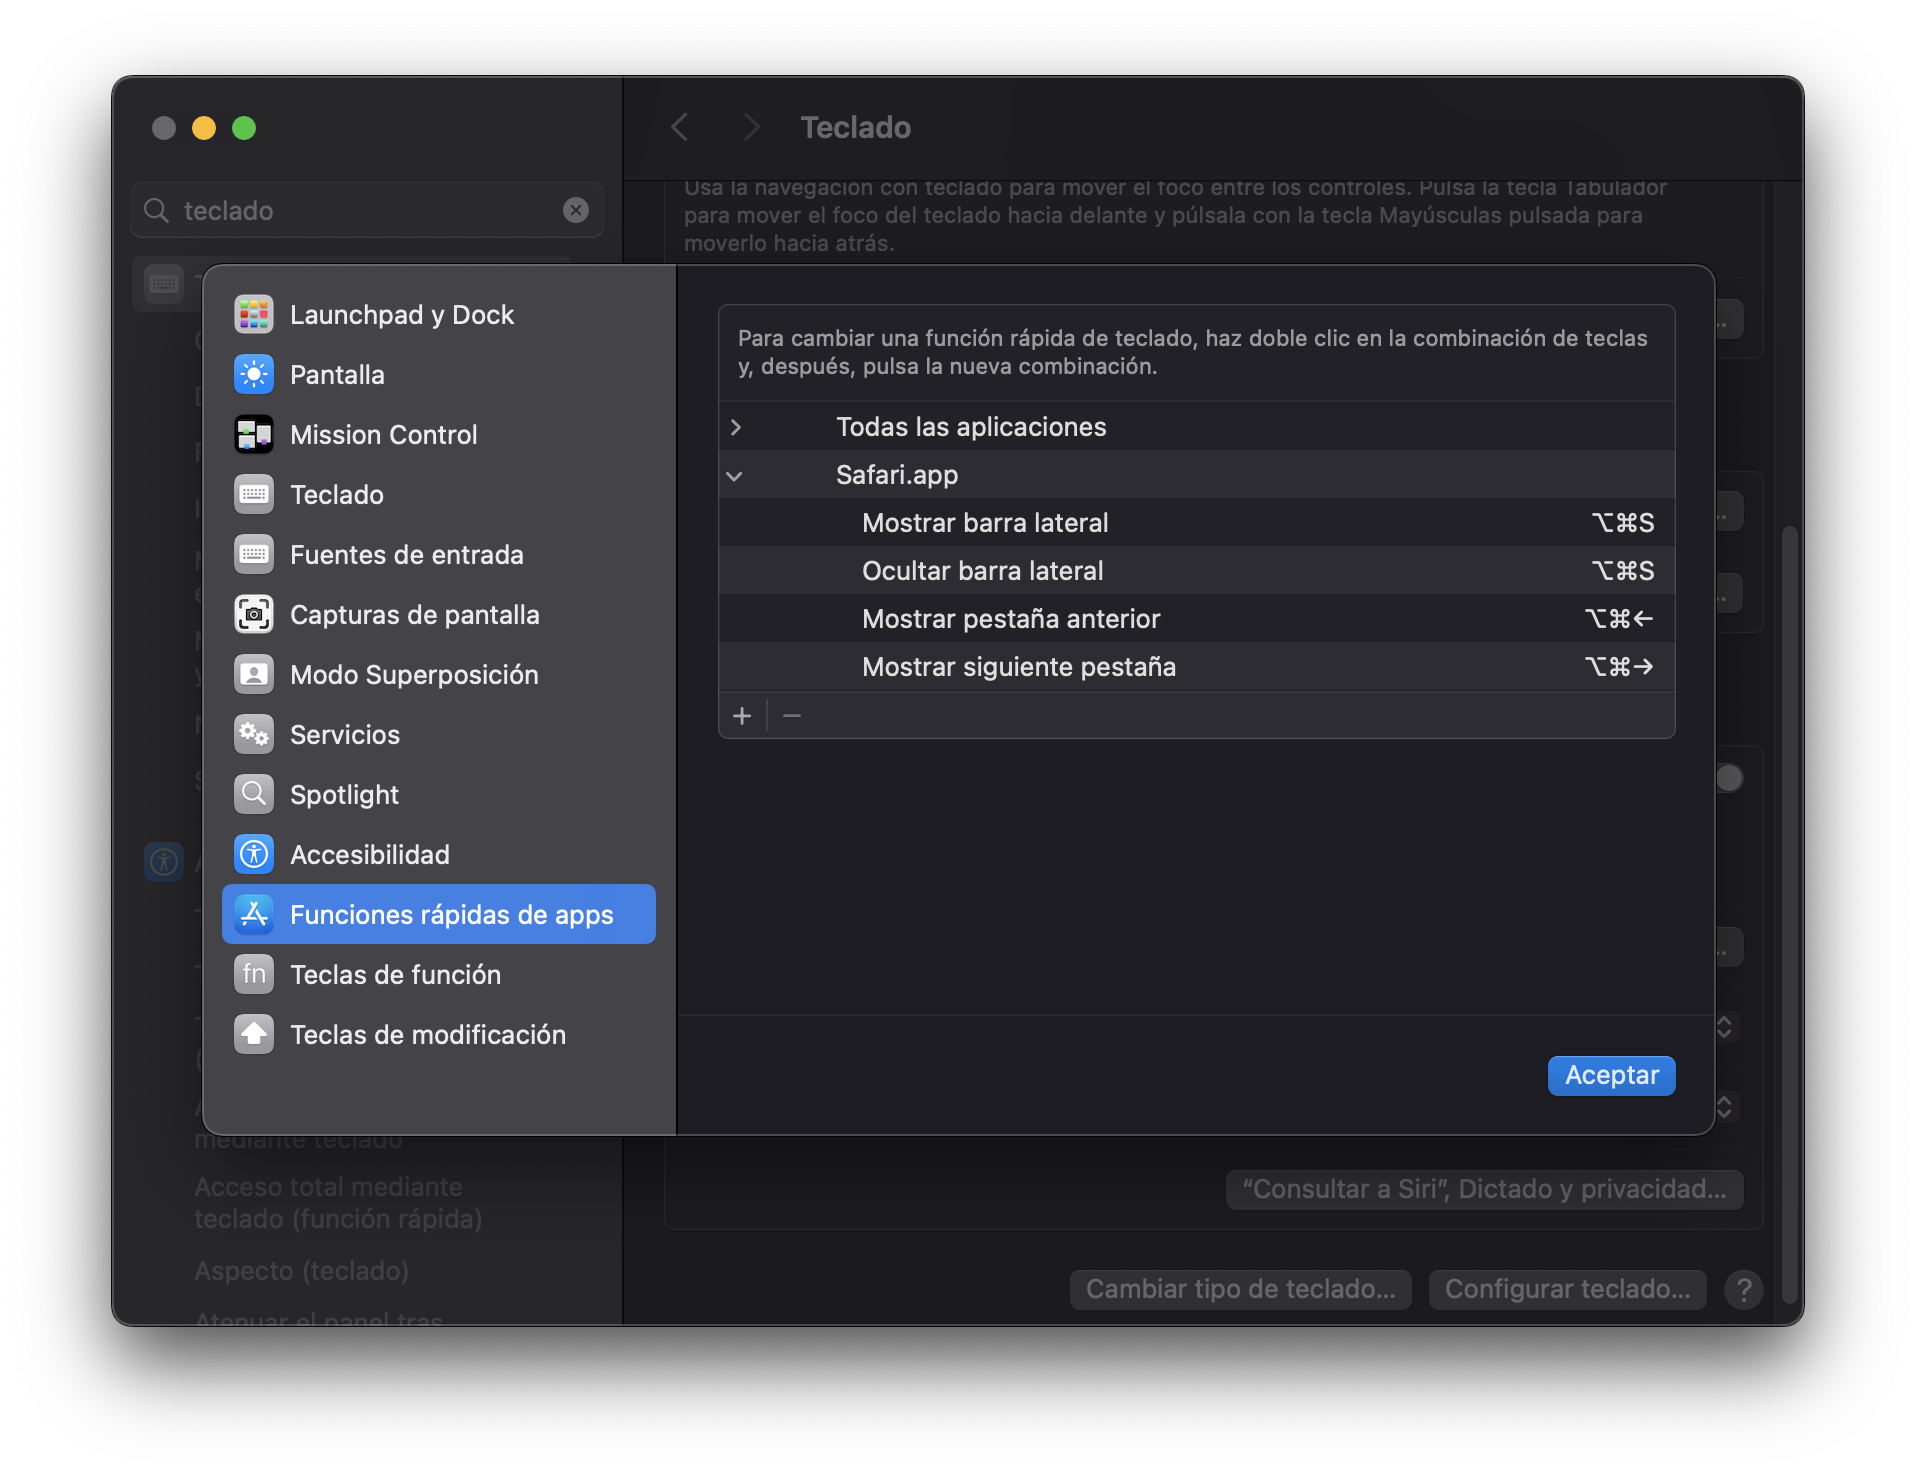 Teclado
teclado
Usa la navegación con teclado para mover el foco entre los controles. Pulsa la tecla Tabulador
para mover el foco del teclado hacia delante y púlsala con la tecla Mayúsculas pulsada para
moverlo hacia atrás.
Launchpad y Dock
Pantalla
Mission Control
Teclado
Fuentes de entrada
Capturas de pantalla
Modo Superposición
Servicios
Spotlight
Accesibilidad
Funciones rápidas de apps
fn Teclas de función
Teclas de modificación
Para cambiar una función rápida de teclado, haz doble clic en la combinación de teclas
y, después, pulsa la nueva combinación.
Todas las aplicaciones
Safari.app
Mostrar barra lateral ⌥⌘S
Ocultar barra lateral ⌥⌘S
Mostrar pestaña anterior ⌥⌘←
Mostrar siguiente pestaña ⌥⌘→
Aceptar
mediante teclado
Acceso total mediante
teclado (función rápida)
Aspecto (teclado)
Atenuar el panel tras
“Consultar a Siri”, Dictado y privacidad...
Cambiar tipo de teclado...
Configurar teclado...
?